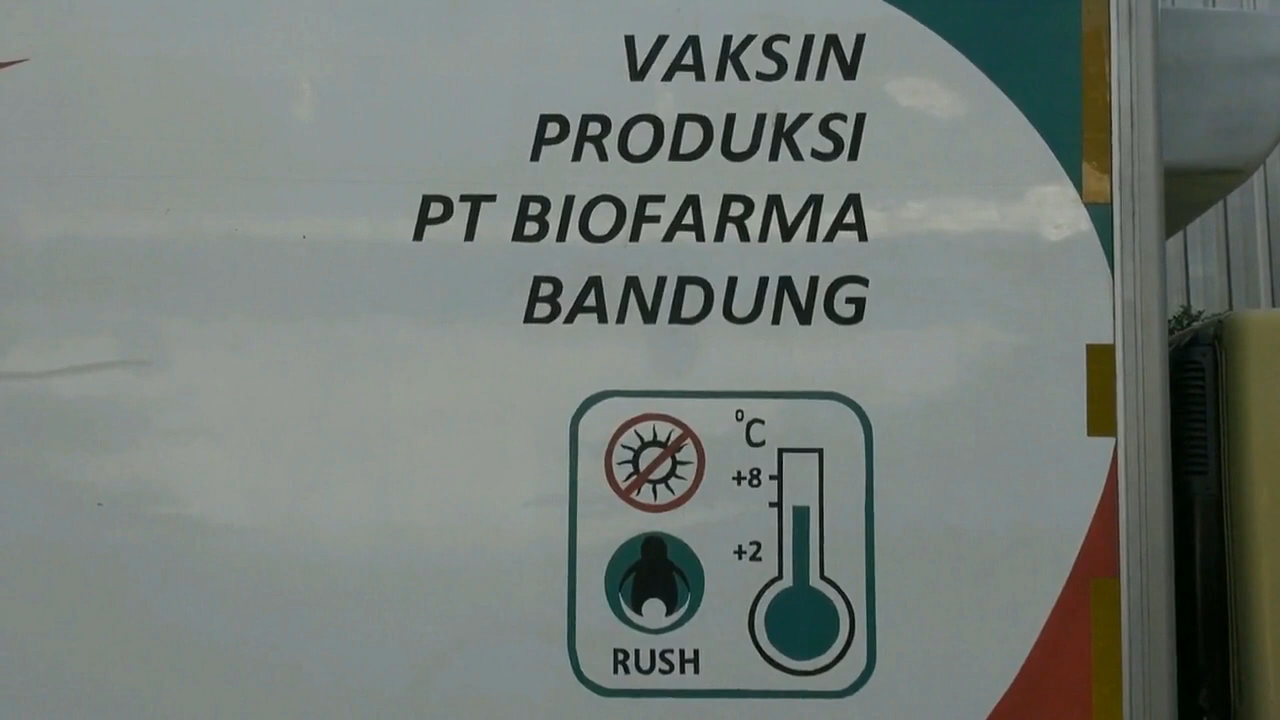 VAKSIN
PRODUKSI
PT BIOFARMA
BANDUNG
°C
+8
+2
RUSH